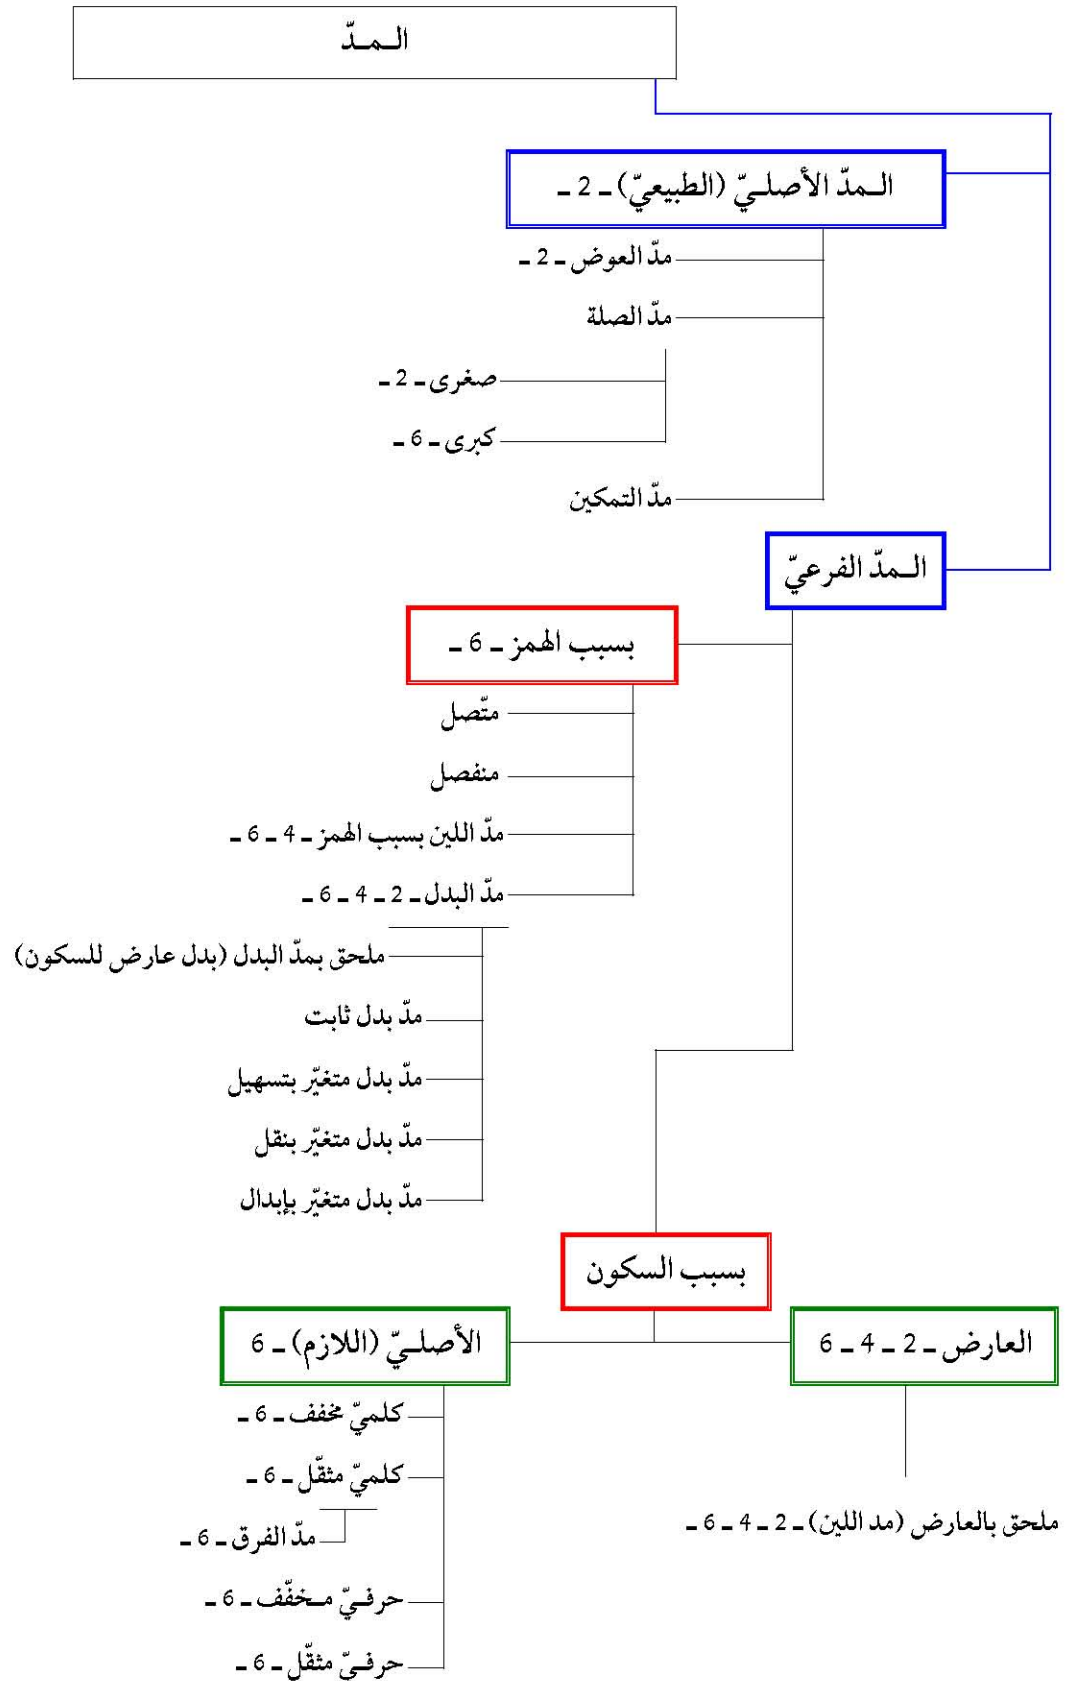 الـمـدّ
الـمدّ الأصلـيّ (الطبيعيّ) ـ 2 ـ
مدّ العوض ـ 2 ـ
مدّ الصلة
صغرى ـ 2 ـ
كبرى ـ 6 ـ
مدّ التمكين
الـمدّ الفرعيّ
بسبب الهمز ـ 6 ـ
متّصل
منفصل
مدّ اللين بسبب الهمز ـ 4 ـ 6 ـ
مدّ البدل ـ 2 ـ 4 ـ 6 ـ
ملحق بمدّ البدل (بدل عارض للسكون)
مدّ بدل ثابت
مدّ بدل متغيّر بتسهيل
مدّ بدل متغيّر بنقل
مدّ بدل متغيّر بإبدال
بسبب السكون
العارض ـ 2 ـ 4 ـ 6
الأصلـيّ (اللازم) ـ 6
كلميّ مخفف ـ 6 ـ
كلميّ مثقّل ـ 6 ـ
ملحق بالعارض (مد اللين) ـ 2 ـ 4 ـ 6 ـ
مدّ الفرق ـ 6 ـ
حرفـيّ مـخفّف ـ 6 ـ
حرفـيّ مثقّل ـ 6 ـ